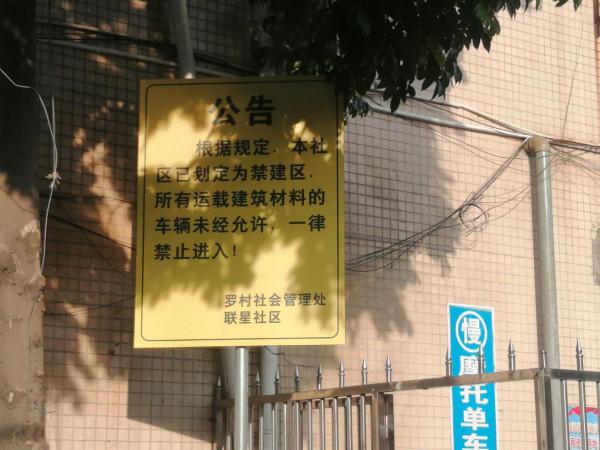 公告
根据规定，本社
区已划定为禁建区，
所有运载建筑材料的
车辆未经允许，一律
禁止进入！
罗村社会管理处
联星社区
慢
摩托单车